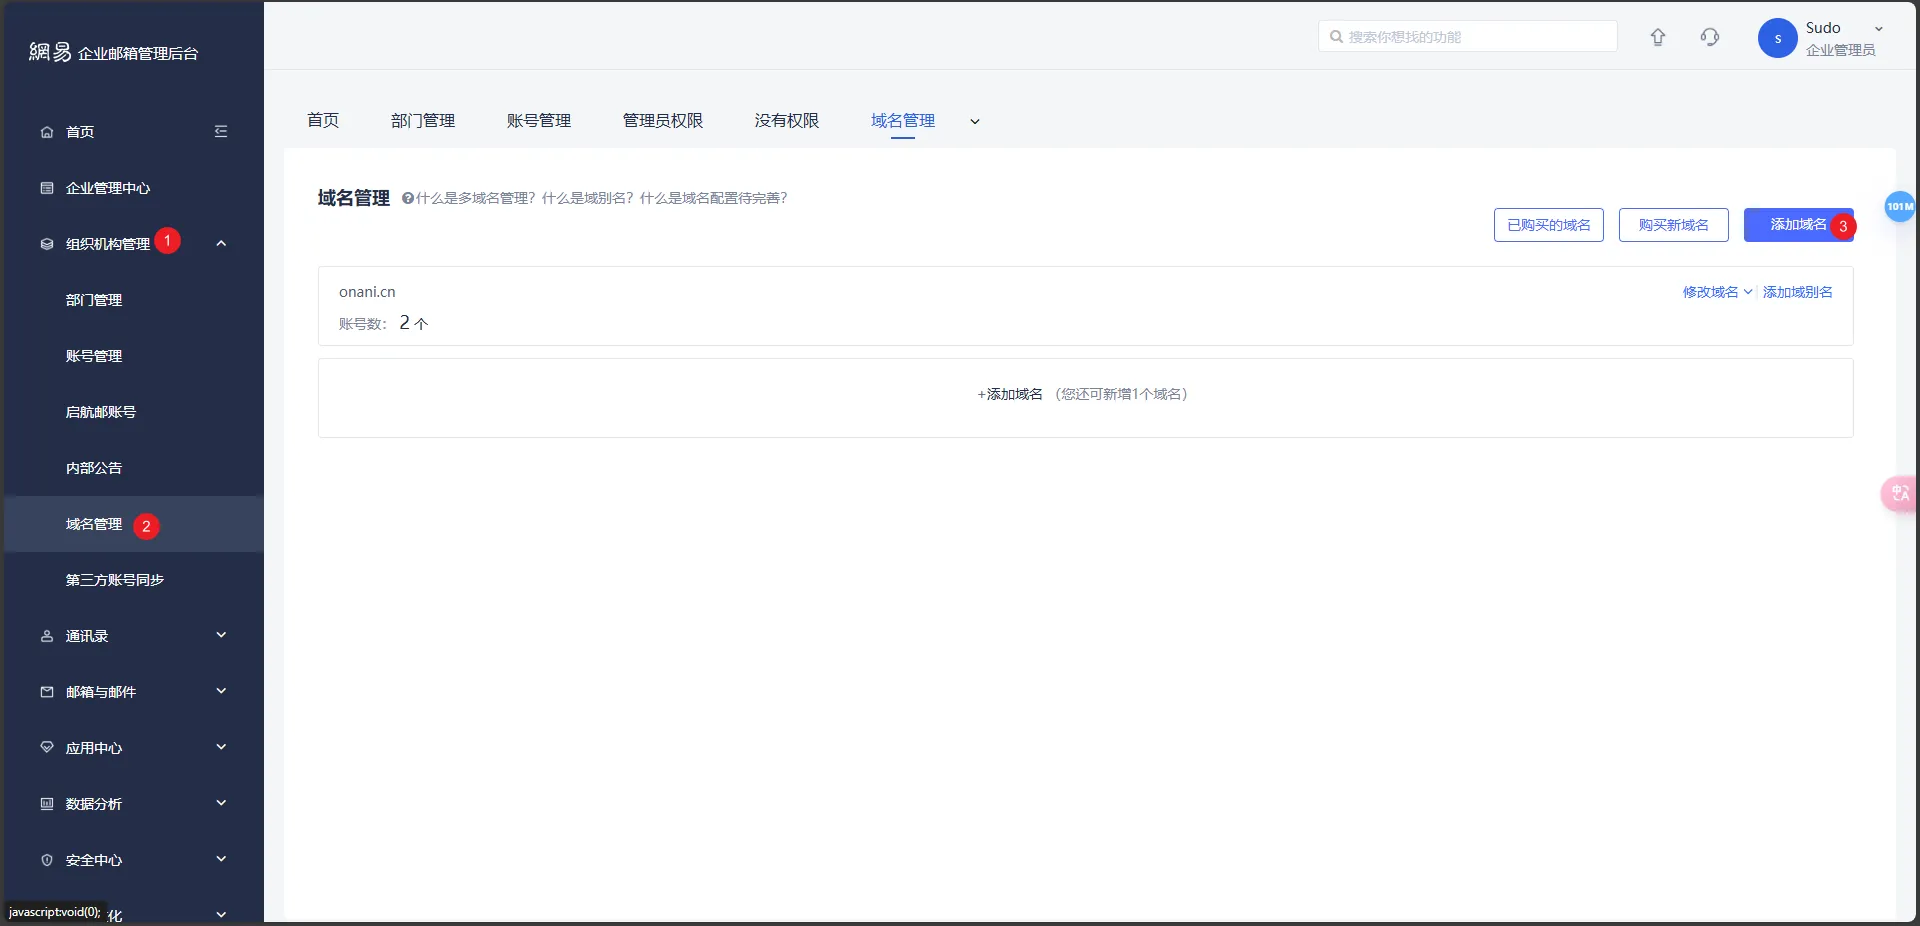 網易 企业邮箱管理后台
搜索你想找的功能
s
Sudo
企业管理员
首页
企业管理中心
组织机构管理 1
部门管理
账号管理
启航邮账号
内部公告
域名管理 2
第三方账号同步
通讯录
邮箱与邮件
应用中心
数据分析
安全中心
化
javascript:void(0);
首页 部门管理 账号管理 管理员权限 没有权限 域名管理
域名管理 ?什么是多域名管理? 什么是域别名? 什么是域名配置待完善?
已购买的域名 购买新域名 添加域名 3
onani.cn
修改域名 添加域别名
账号数: 2 个
+添加域名 (您还可新增1个域名)
101M
中A